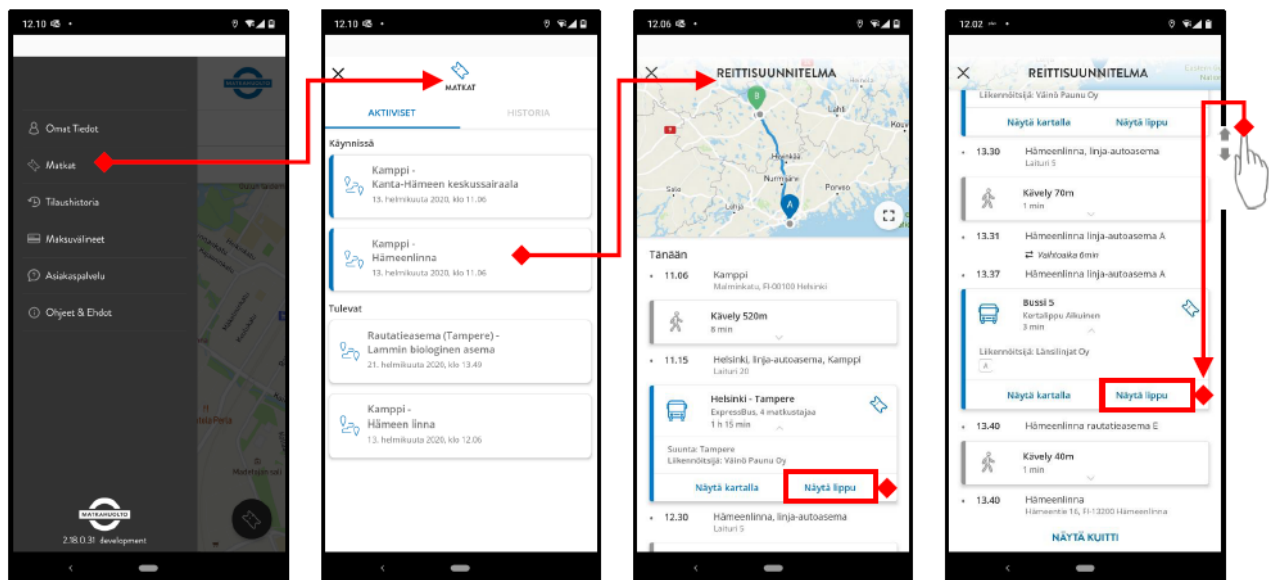 12.10
MATKAHUOLTO
Omat Tiedot
Matkat
Tilaushistoria
Maksuvälineet
Asiakaspalvelu
Ohjeet & Ehdot
MATKAHUOLTO
2.18.0.31 development
12.10
MATKAT
AKTIIVISET
HISTORIA
Käynnissä
Kamppi -
Kanta-Hämeen keskussairaala
13. helmikuuta 2020, klo 11.06
Kamppi -
Hämeenlinna
13. helmikuuta 2020, klo 11.06
Tulevat
Rautatieasema (Tampere) -
Lammin biologinen asema
21. helmikuuta 2020, klo 13.49
Kamppi -
Hämeen linna
13. helmikuuta 2020, klo 12.06
12.06
REITTISUUNNITELMA
B
Lahti
Hyvinkää
Nurmijärvi
Salo
Lohja
Porvoo
A
Tänään
11.06 Kamppi
Malminkatu, FI-00100 Helsinki
Kävely 520m
8 min
11.15 Helsinki, linja-autoasema, Kamppi
Laituri 20
Helsinki - Tampere
ExpressBus, 4 matkustajaa
1 h 15 min
Suunta: Tampere
Liikennöitsijä: Väinö Paunu Oy
Näytä kartalla
Näytä lippu
12.30 Hämeenlinna, linja-autoasema
Laituri 5
12.02
REITTISUUNNITELMA
Liikennöitsijä: Väinö Paunu Oy
Näytä kartalla
Näytä lippu
13.30 Hämeenlinna, linja-autoasema
Laituri 5
Kävely 70m
1 min
13.31 Hämeenlinna linja-autoasema A
Vaihtoaika 6min
13.37 Hämeenlinna linja-autoasema A
Bussi 5
Kertalippu Aikuinen
3 min
Liikennöitsijä: Länsilinjat Oy
A
Näytä kartalla
Näytä lippu
13.40 Hämeenlinna rautatieasema E
Kävely 40m
1 min
13.40 Hämeenlinna
Hämeentie 16, FI-13200 Hämeenlinna
NÄYTÄ KUITTI